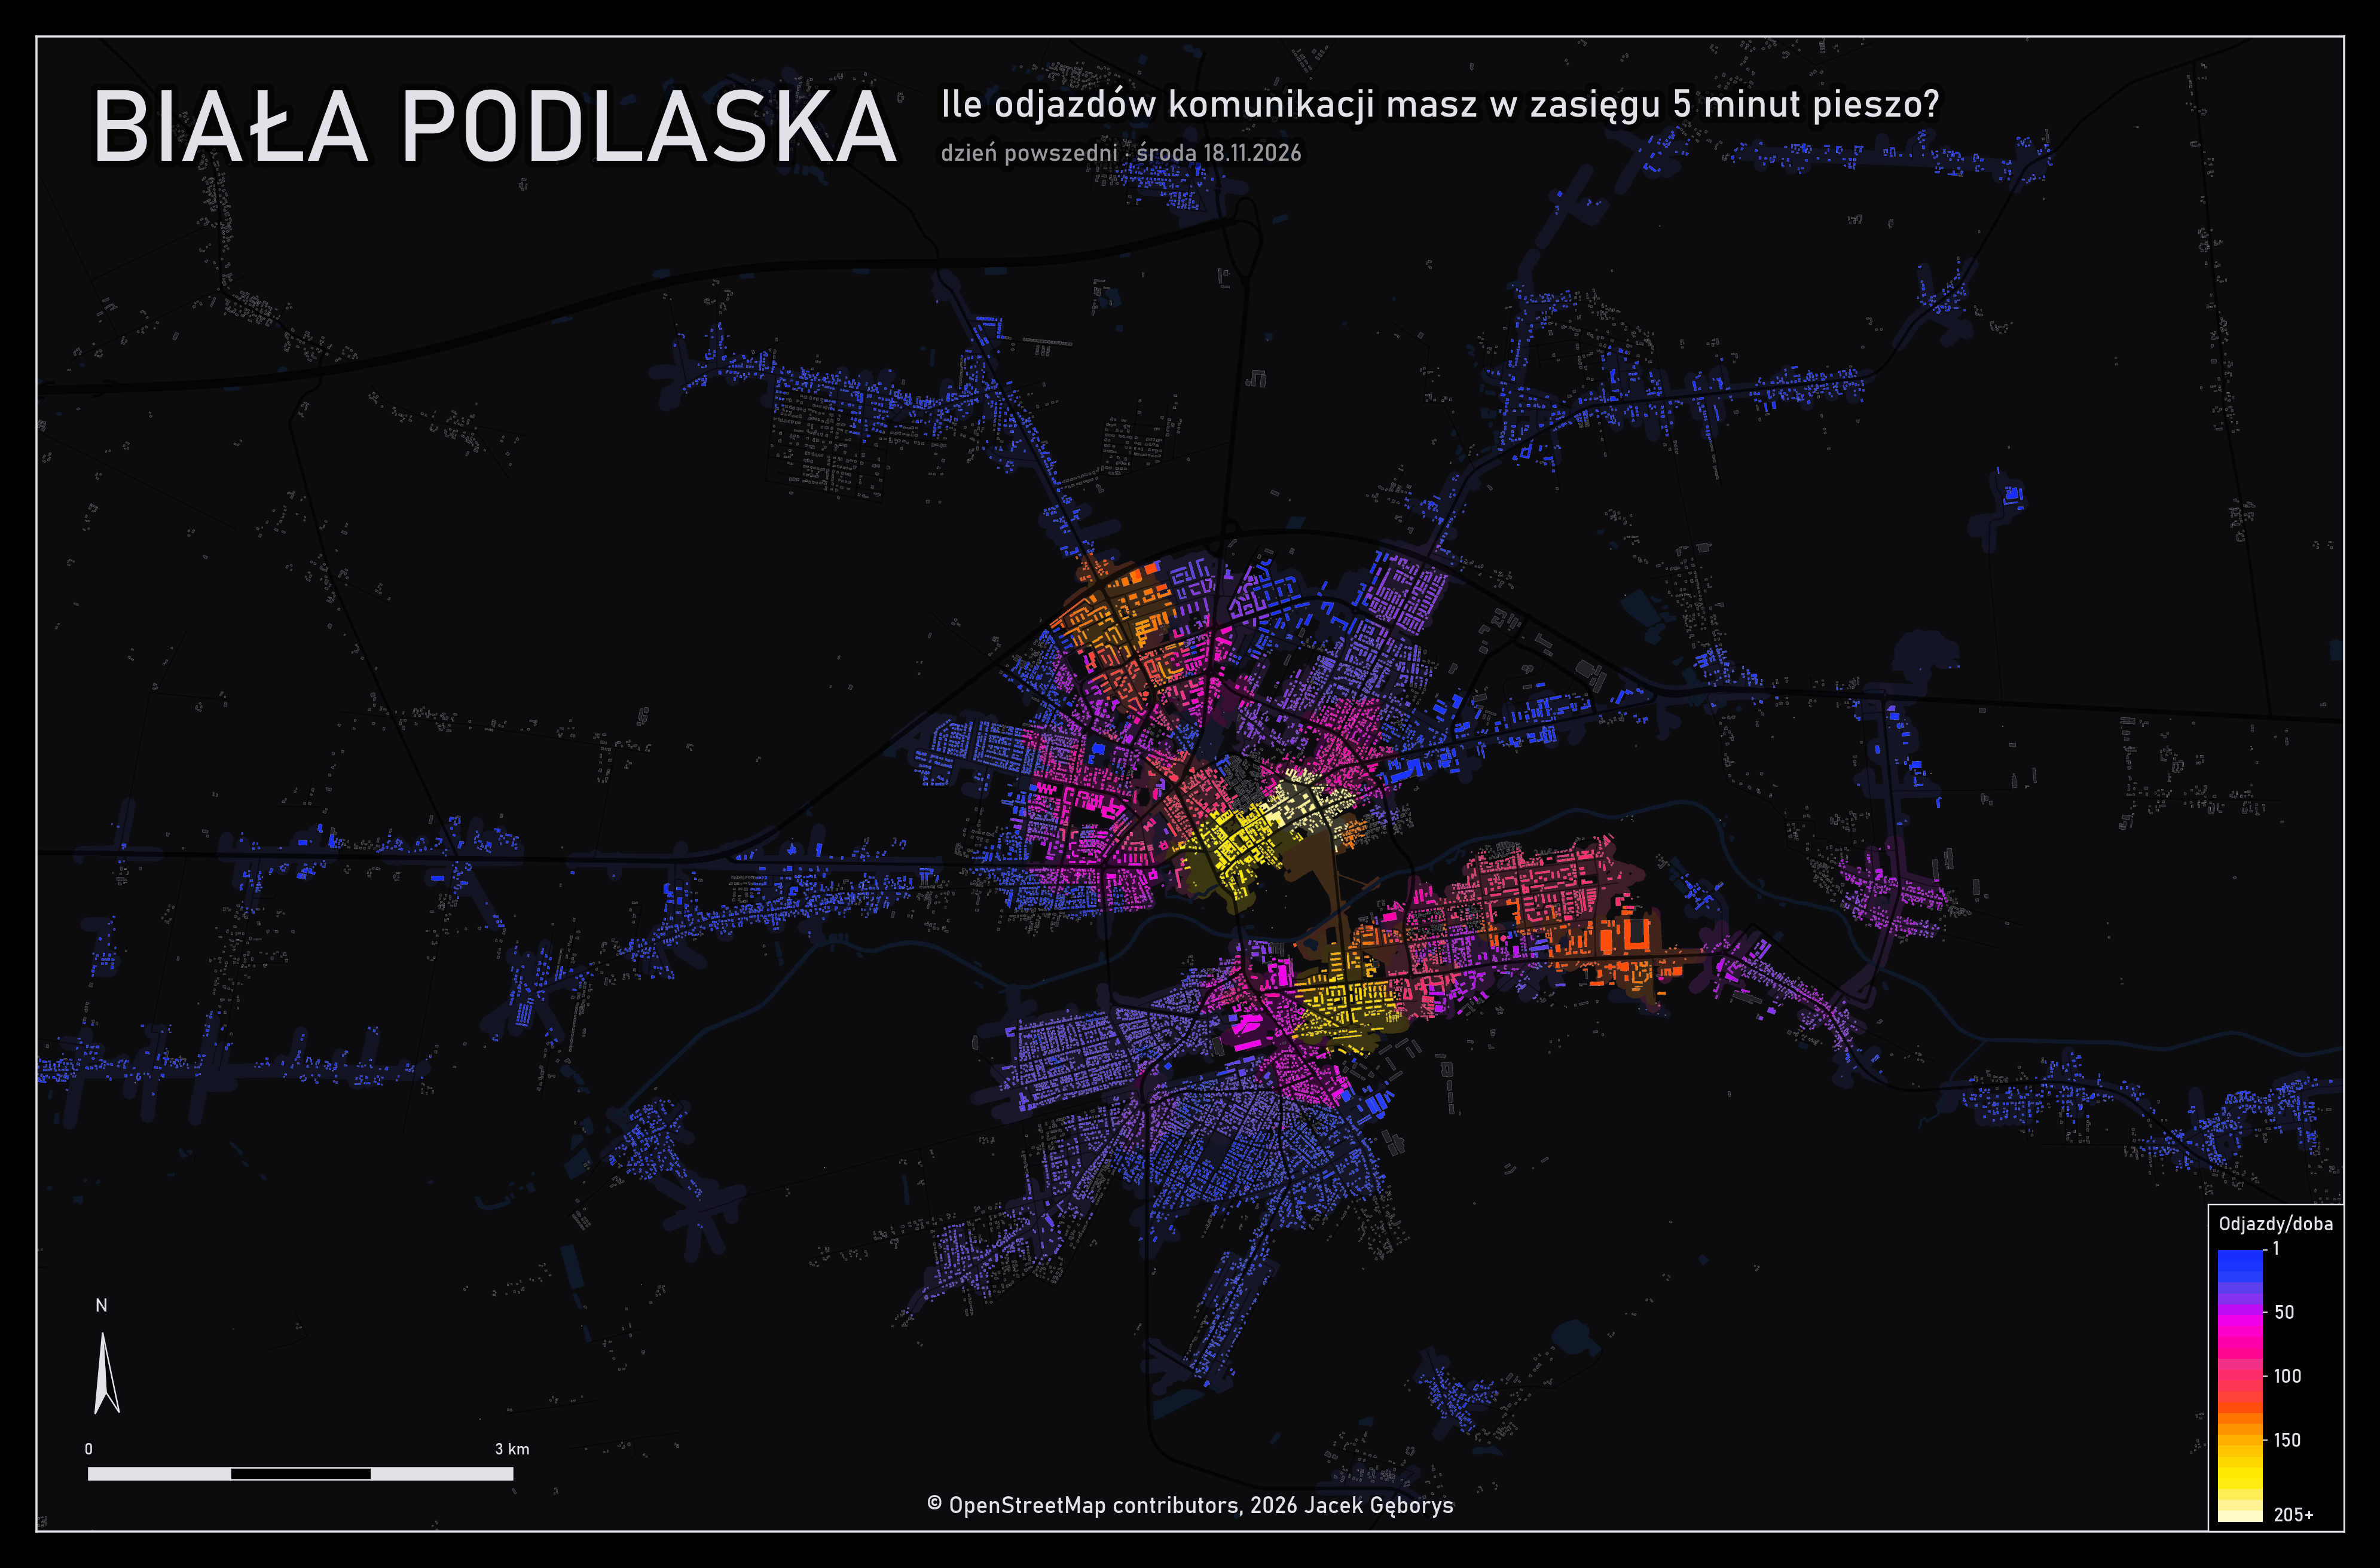 BIAŁA PODLASKA
Ile odjazdów komunikacji masz w zasięgu 5 minut pieszo?
dzień powszedni · środa 18.11.2026
Odjazdy/doba
1
50
100
150
205+
N
0 3 km
© OpenStreetMap contributors, 2026 Jacek Gęborys